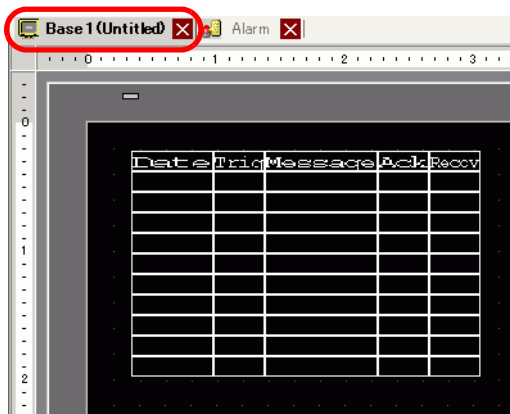 Base 1 (Untitled) Alarm
0 1 2 3
Date Trig Message Ack Recov
0
1
2